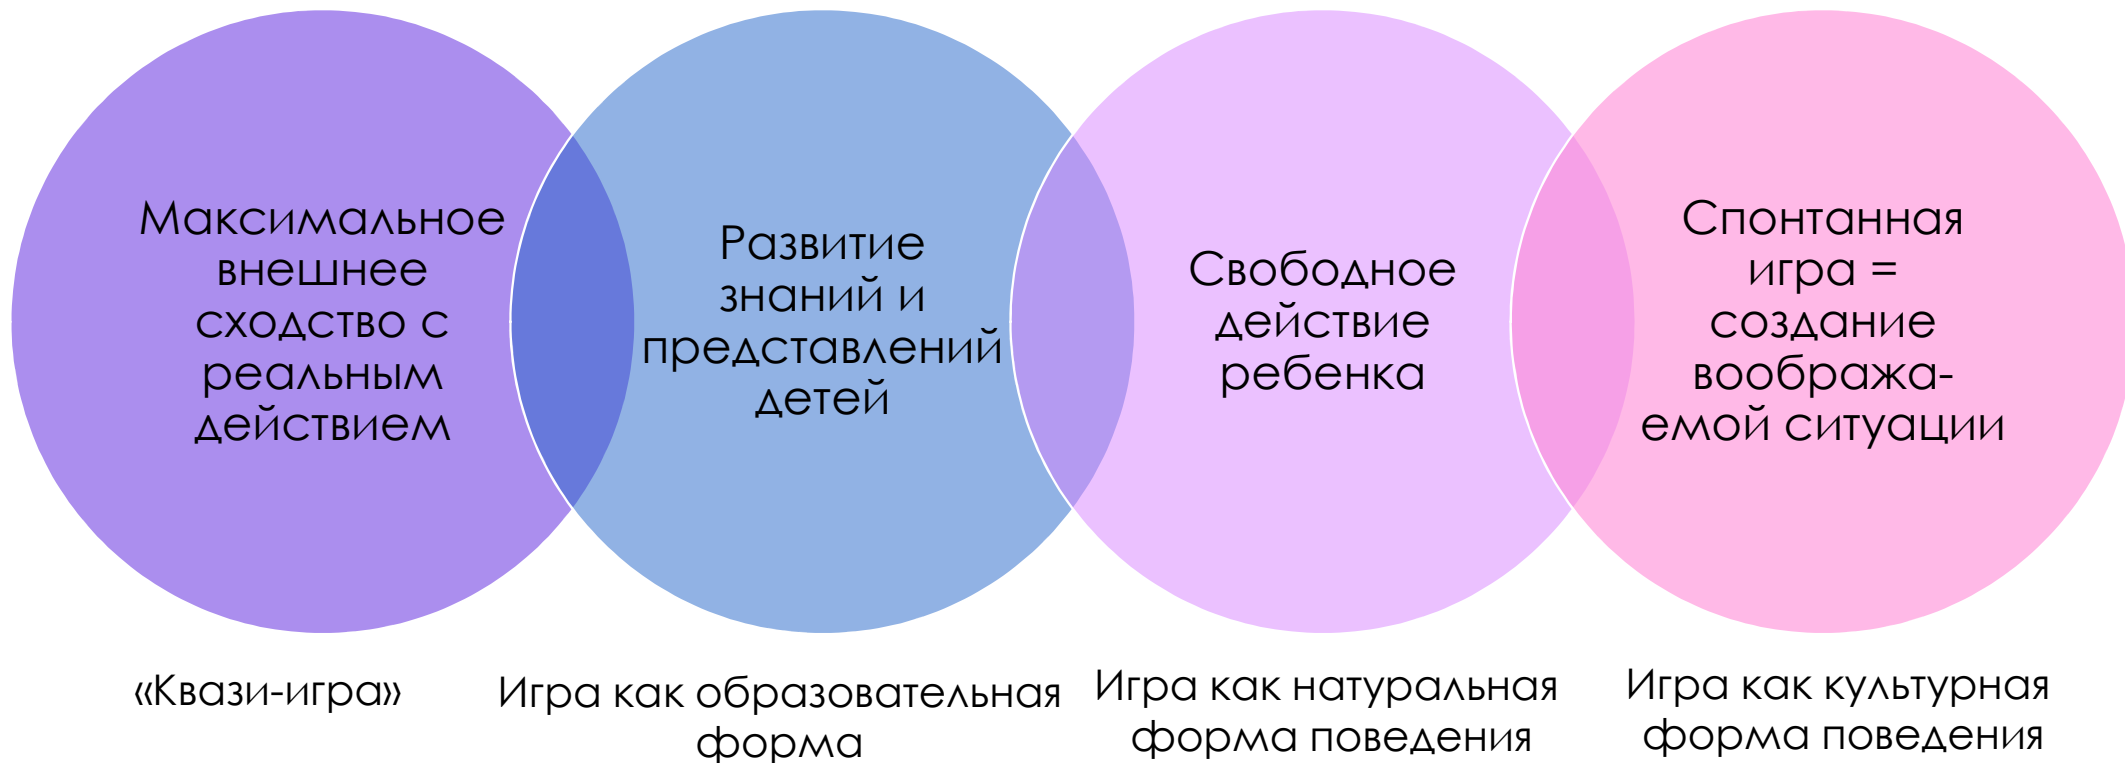 Максимальное
внешнее
сходство с
реальным
действием
Развитие
знаний и
представлений
детей
Свободное
действие
ребенка
Спонтанная
игра =
создание
вообража-
емой ситуации
«Квази-игра»
Игра как образовательная
форма
Игра как натуральная
форма поведения
Игра как культурная
форма поведения